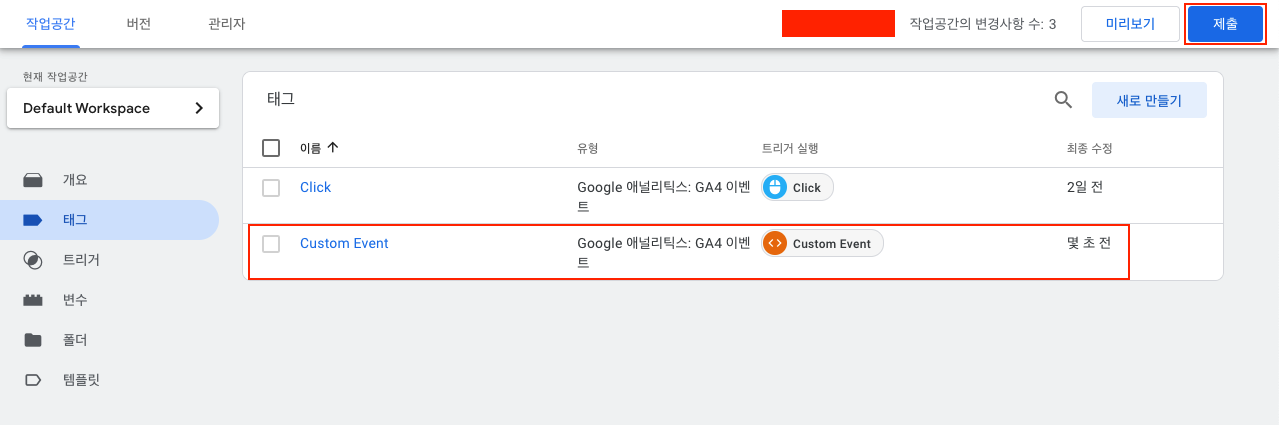 작업공간 버전 관리자 작업공간의 변경사항 수: 3 미리보기 제출
현재 작업공간
Default Workspace
개요
태그
트리거
변수
폴더
템플릿
태그 새로 만들기
이름 유형 트리거 실행 최종 수정
Click Google 애널리틱스: GA4 이벤 Click 2일 전
트
Custom Event Google 애널리틱스: GA4 이벤 Custom Event 몇 초 전
트